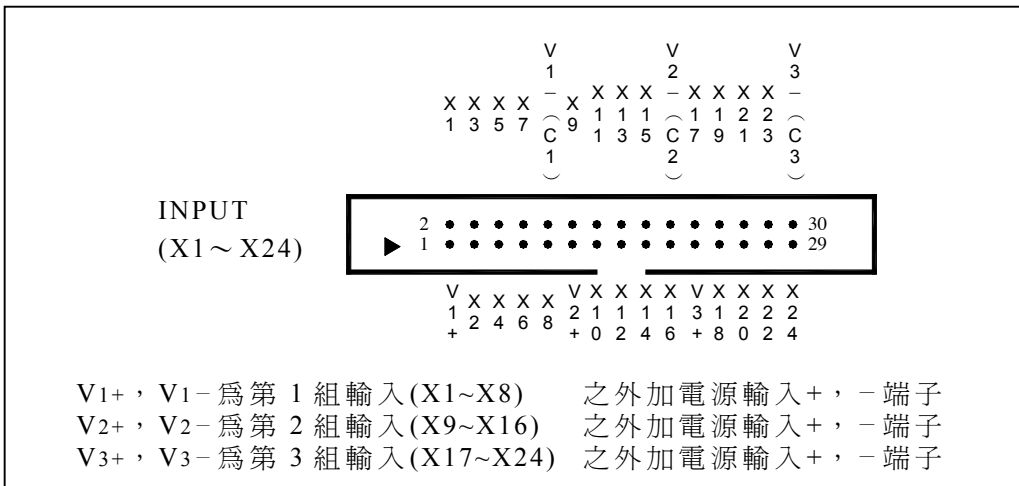 X1 X3 X5 X7 V1-(C1) X9 X11 X13 X15 V2-(C2) X17 X19 X21 X23 V3-(C3)
INPUT
(X1～X24)
2 30
1 29
V1+ X2 X4 X6 X8 V2+ X10 X12 X14 X16 V3+ X18 X20 X22 X24
V1+，V1-為第 1 組輸入(X1~X8) 之外加電源輸入+，-端子
V2+，V2-為第 2 組輸入(X9~X16) 之外加電源輸入+，-端子
V3+，V3-為第 3 組輸入(X17~X24) 之外加電源輸入+，-端子